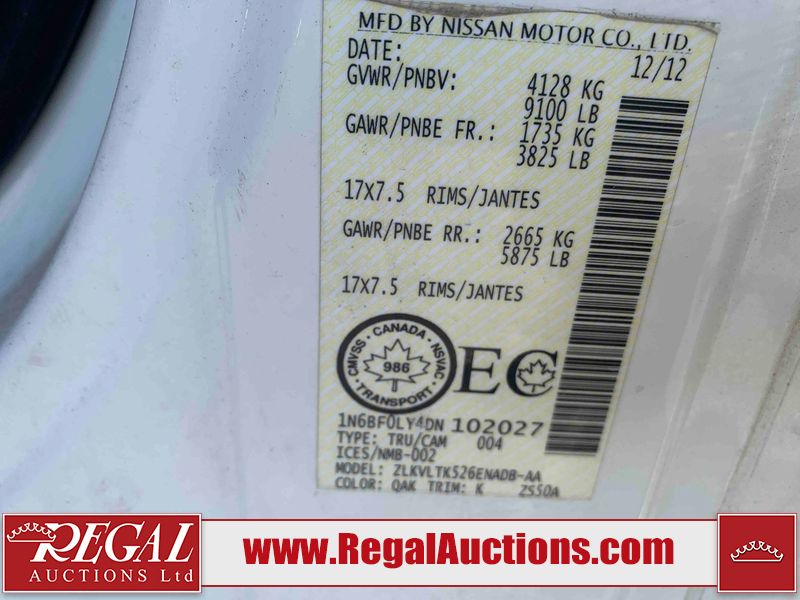 MFD BY NISSAN MOTOR CO., LTD.
DATE: 12/12
GVWR/PNBV: 4128 KG
9100 LB
GAWR/PNBE FR.: 1735 KG
3825 LB
17X7.5 RIMS/JANTES
GAWR/PNBE RR.: 2665 KG
5875 LB
17X7.5 RIMS/JANTES
CMVSS • CANADA • NSVAC
986
TRANSPORT
EC
1N6BF0LY4DN 102027
TYPE: TRU/CAM 004
ICES/NMB-002
MODEL: ZLKVLTK526ENADB-AA
COLOR: QAK TRIM: K ZS50A
REGAL
AUCTIONS Ltd
www.RegalAuctions.com